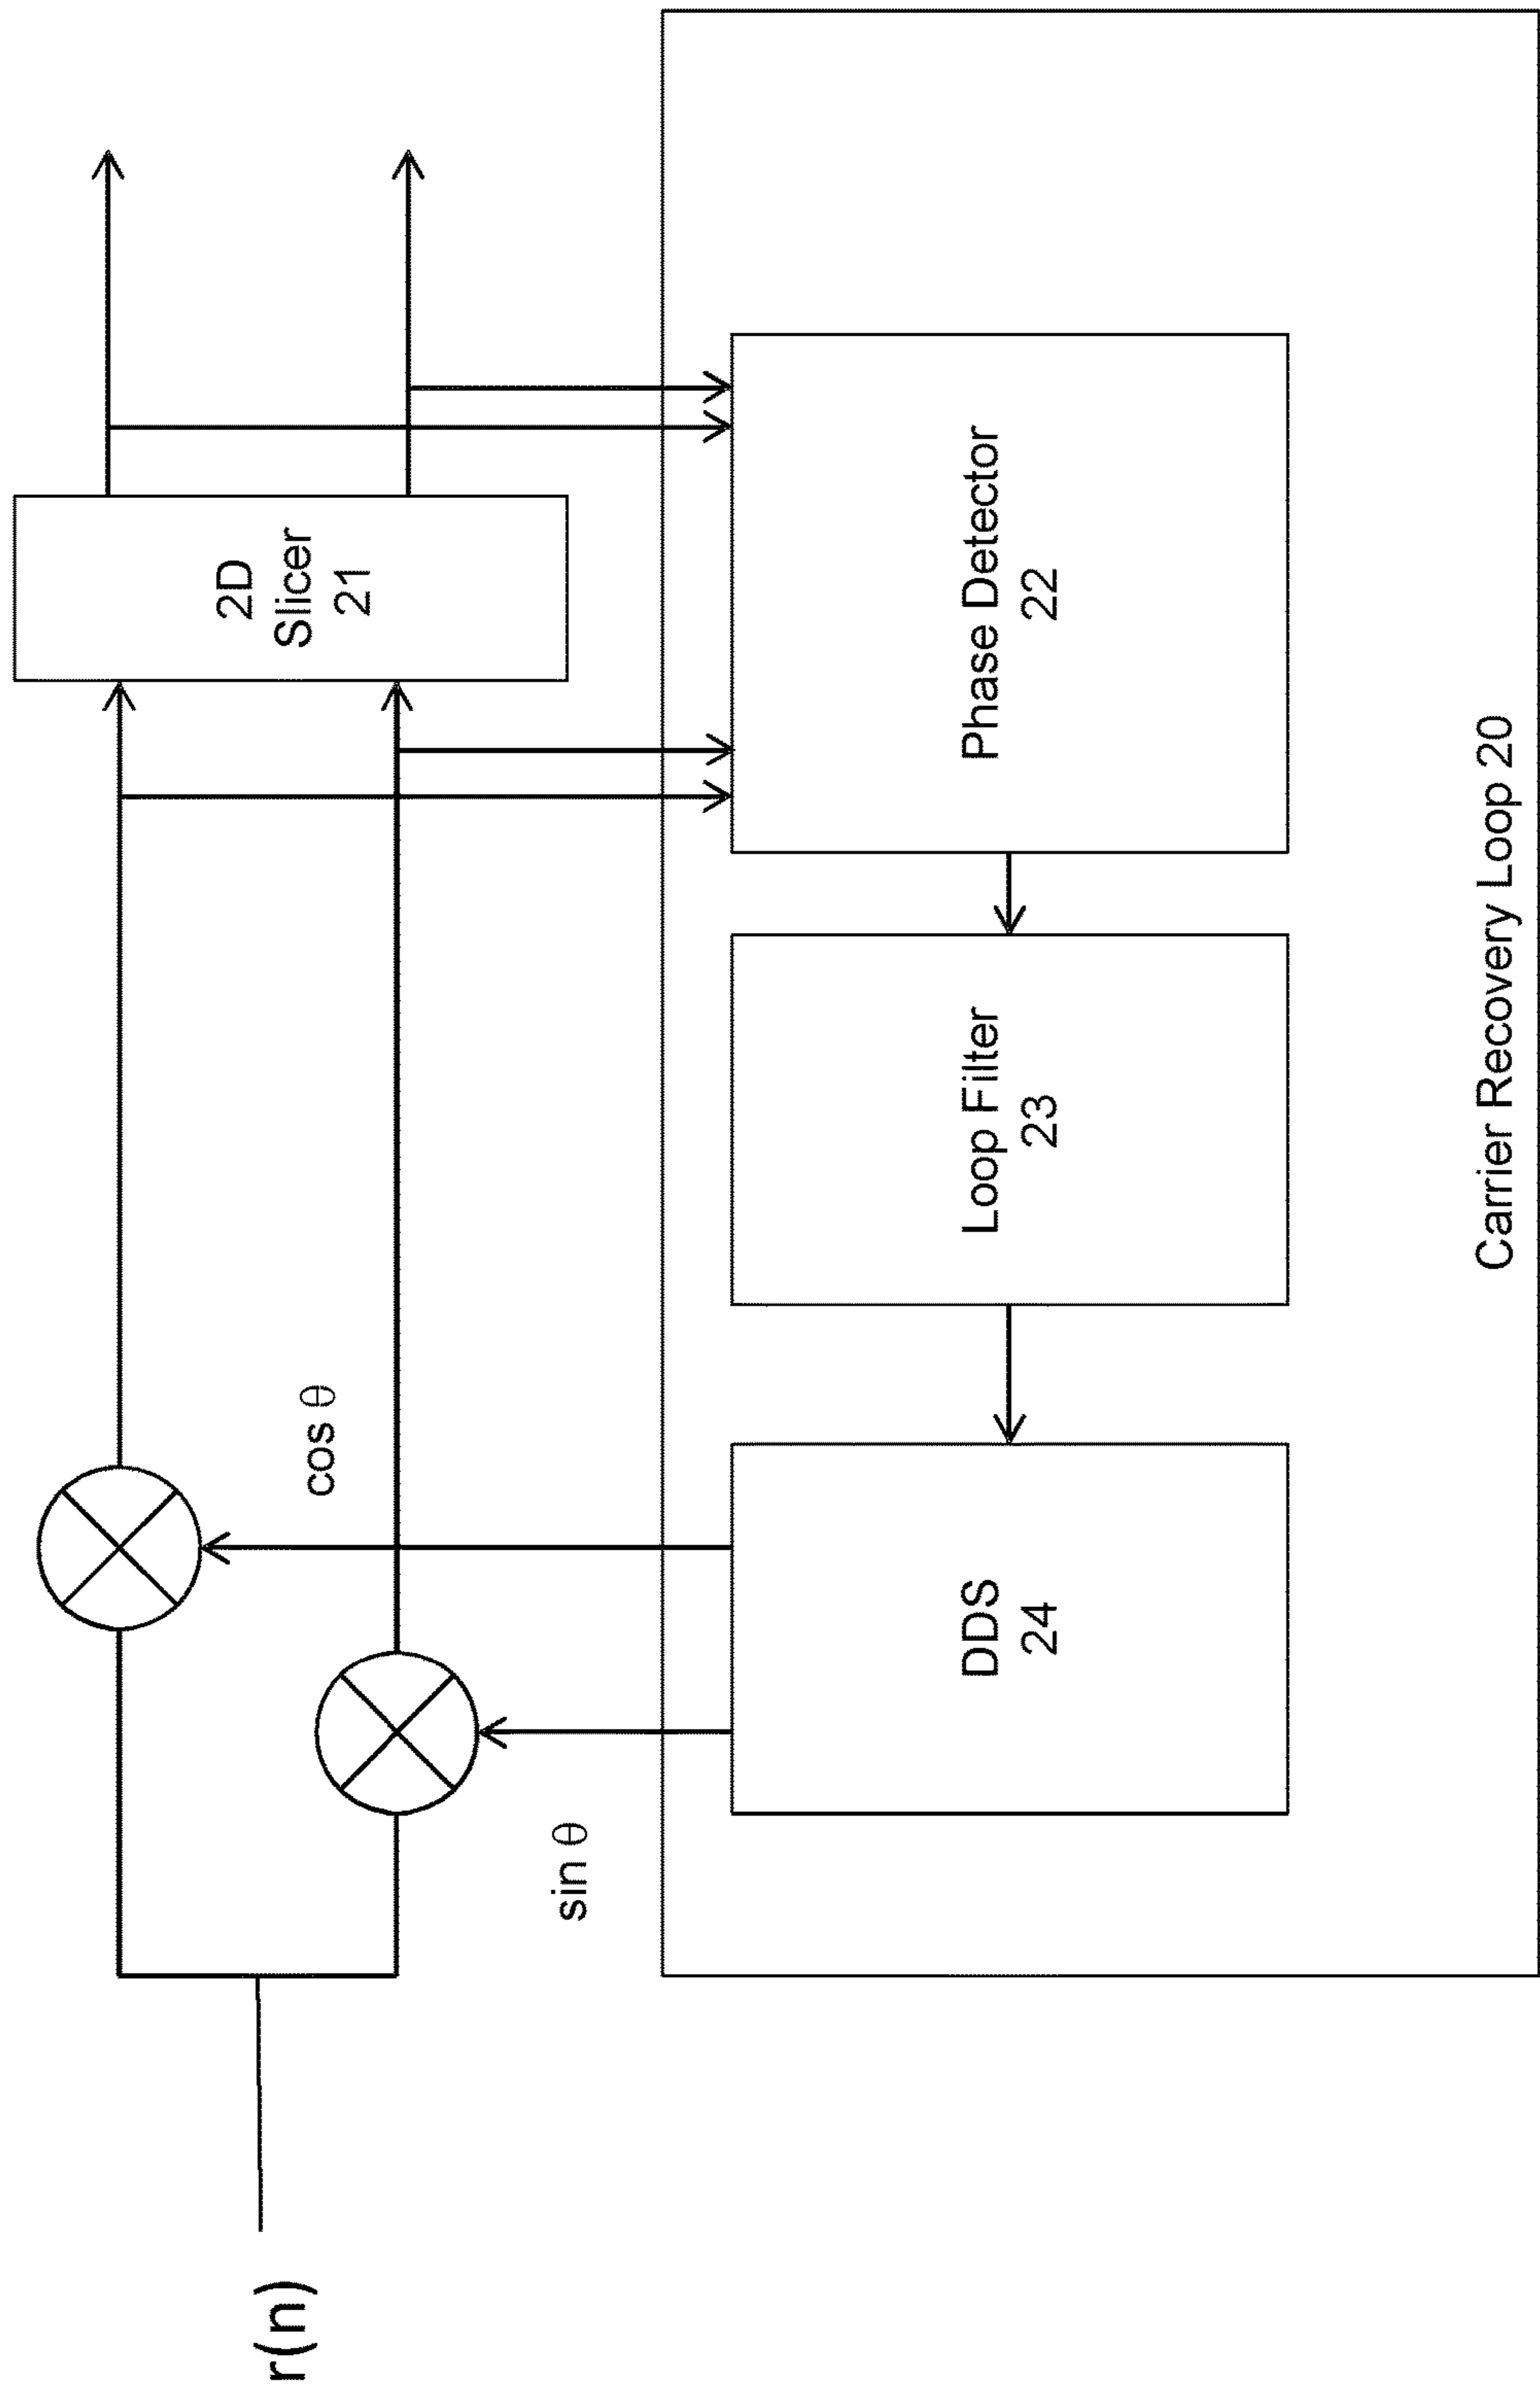 r(n)
cos θ
sin θ
2D
Slicer
21
DDS
24
Loop Filter
23
Phase Detector
22
Carrier Recovery Loop 20